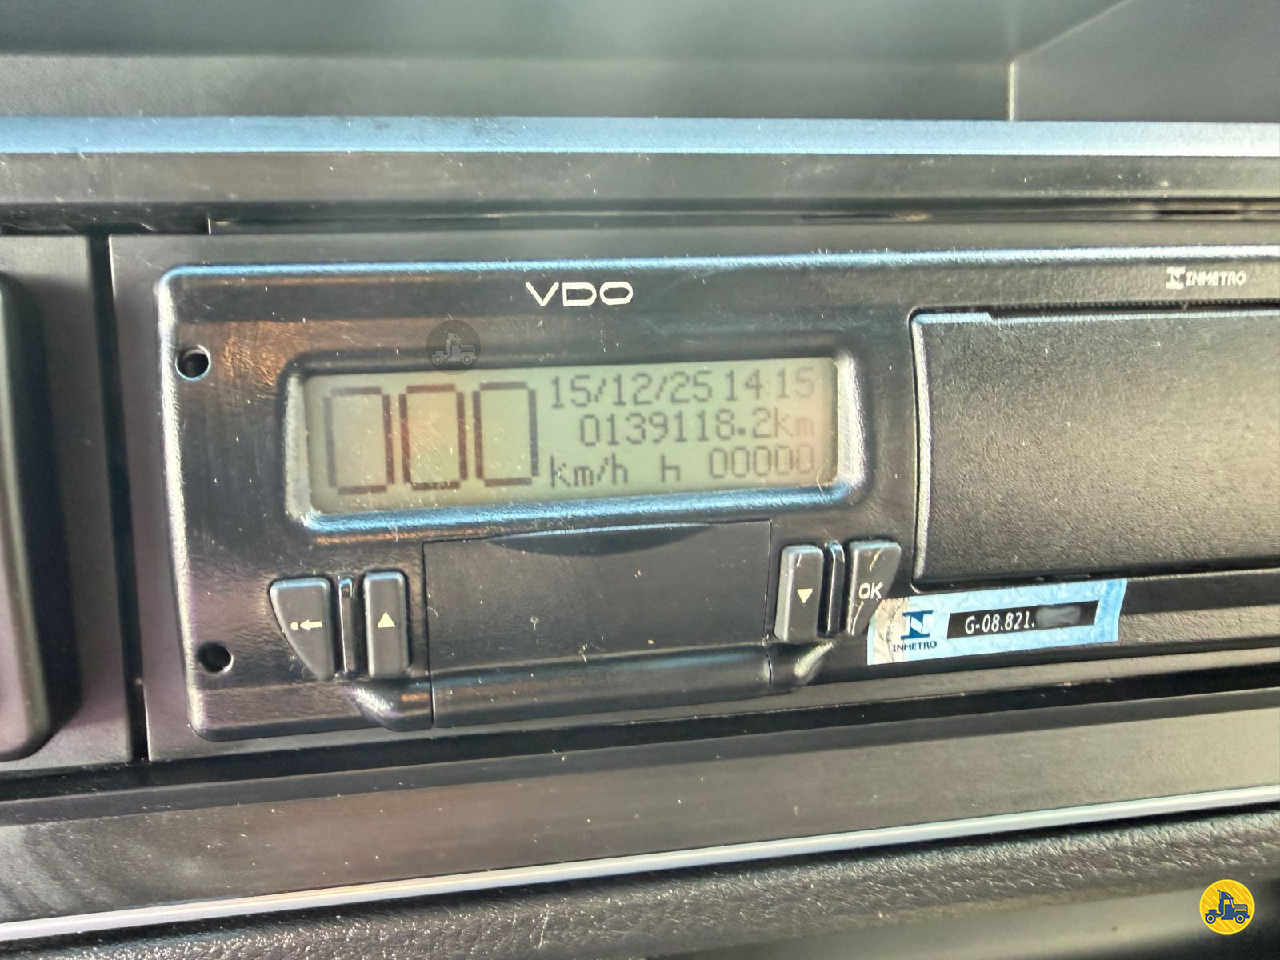 VDO
INMETRO
000
15/12/25 14:15
0139118.2km
km/h h 00000
OK
INMETRO
G-08.821.